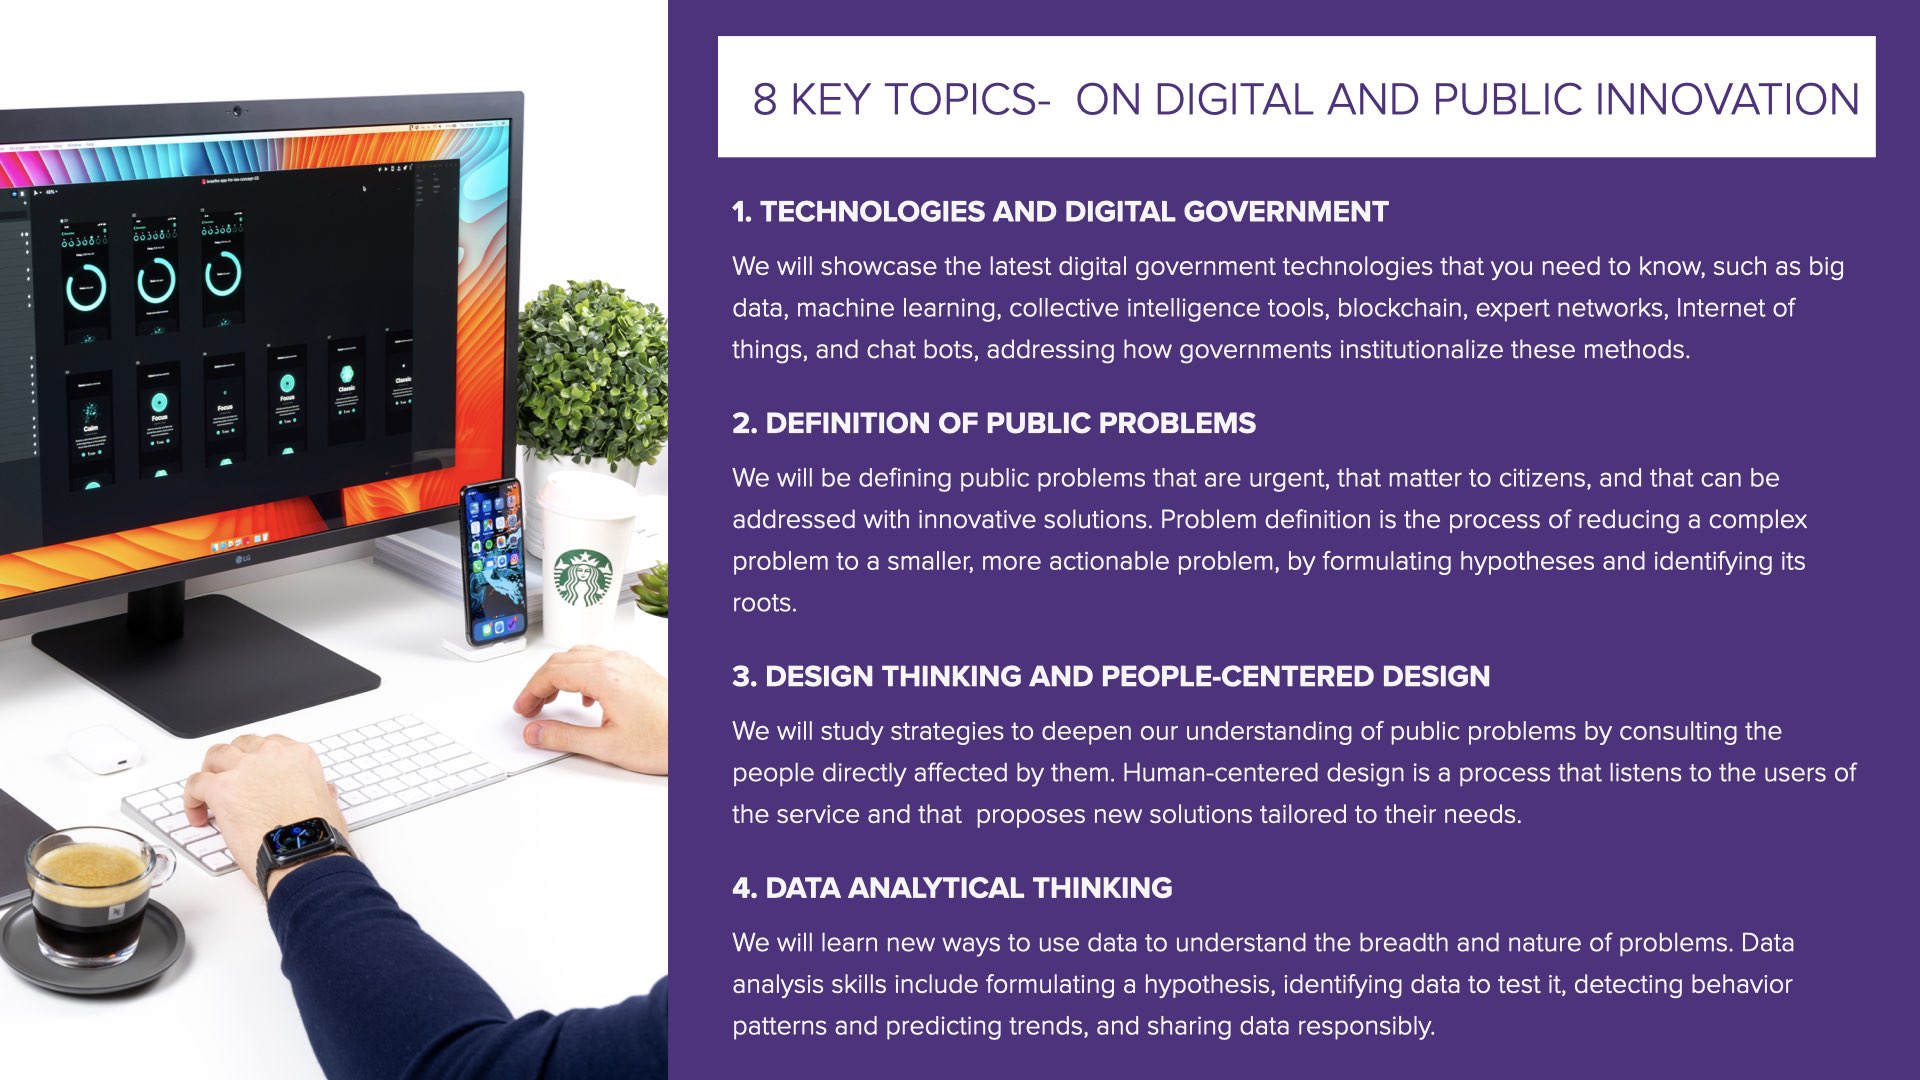 8 KEY TOPICS-  ON DIGITAL AND PUBLIC INNOVATION
1. TECHNOLOGIES AND DIGITAL GOVERNMENT
We will showcase the latest digital government technologies that you need to know, such as big
data, machine learning, collective intelligence tools, blockchain, expert networks, Internet of
things, and chat bots, addressing how governments institutionalize these methods.
2. DEFINITION OF PUBLIC PROBLEMS
We will be defining public problems that are urgent, that matter to citizens, and that can be
addressed with innovative solutions. Problem definition is the process of reducing a complex
problem to a smaller, more actionable problem, by formulating hypotheses and identifying its
roots.
3. DESIGN THINKING AND PEOPLE-CENTERED DESIGN
We will study strategies to deepen our understanding of public problems by consulting the
people directly affected by them. Human-centered design is a process that listens to the users of
the service and that  proposes new solutions tailored to their needs.
4. DATA ANALYTICAL THINKING
We will learn new ways to use data to understand the breadth and nature of problems. Data
analysis skills include formulating a hypothesis, identifying data to test it, detecting behavior
patterns and predicting trends, and sharing data responsibly.
Calm
Focus
Focus
Focus
Classic
Classic
LG